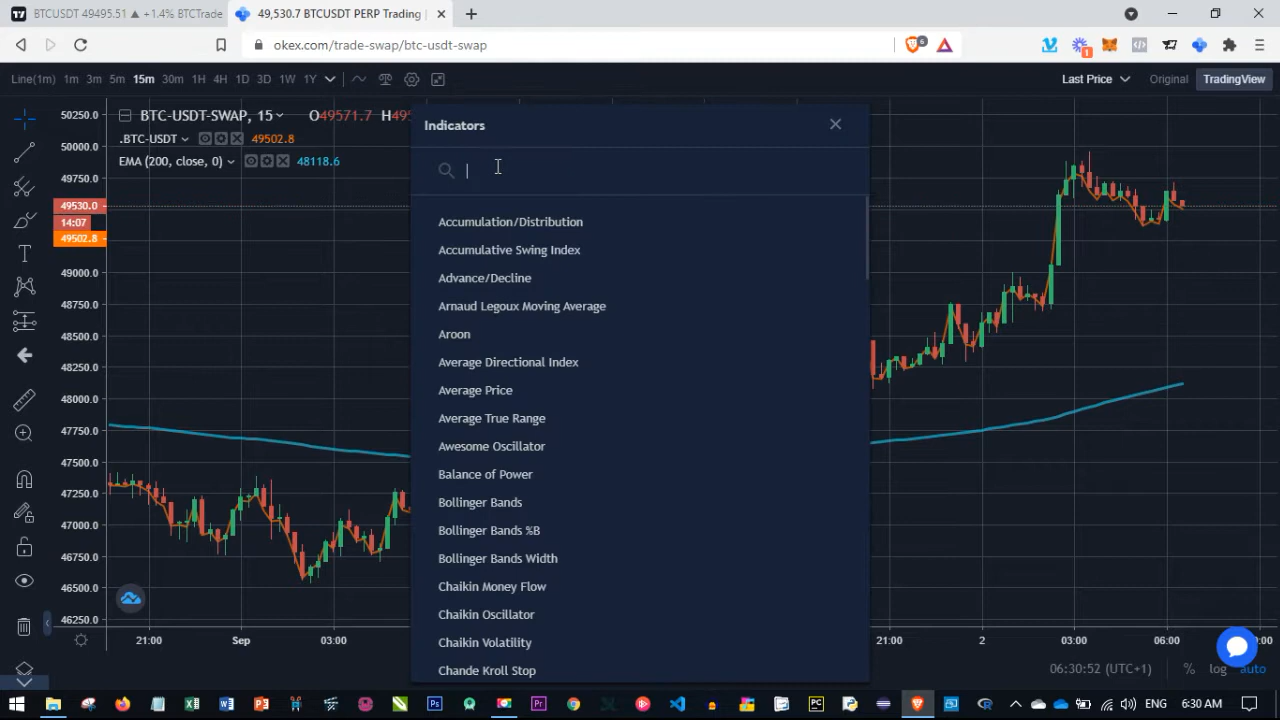 BTCUSDT 49495.51 ▲ +1.4% BTCTrade
49,530.7 BTCUSDT PERP Trading |
okex.com/trade-swap/btc-usdt-swap
6
1
Line(1m) 1m 3m 5m 15m 30m 1H 4H 1D 3D 1W 1Y
Last Price Original TradingView
BTC-USDT-SWAP, 15 O49571.7 H495
.BTC-USDT 49502.8
EMA (200, close, 0) 48118.6
Indicators
Accumulation/Distribution
Accumulative Swing Index
Advance/Decline
Arnaud Legoux Moving Average
Aroon
Average Directional Index
Average Price
Average True Range
Awesome Oscillator
Balance of Power
Bollinger Bands
Bollinger Bands %B
Bollinger Bands Width
Chaikin Money Flow
Chaikin Oscillator
Chaikin Volatility
Chande Kroll Stop
50250.0
50000.0
49750.0
49530.0
14:07
49502.8
49000.0
48750.0
48500.0
48250.0
48000.0
47750.0
47500.0
47250.0
47000.0
46750.0
46500.0
46250.0
21:00 Sep 03:00 21:00 2 03:00 06:00
06:30:52 (UTC+1) % log auto
ENG 6:30 AM